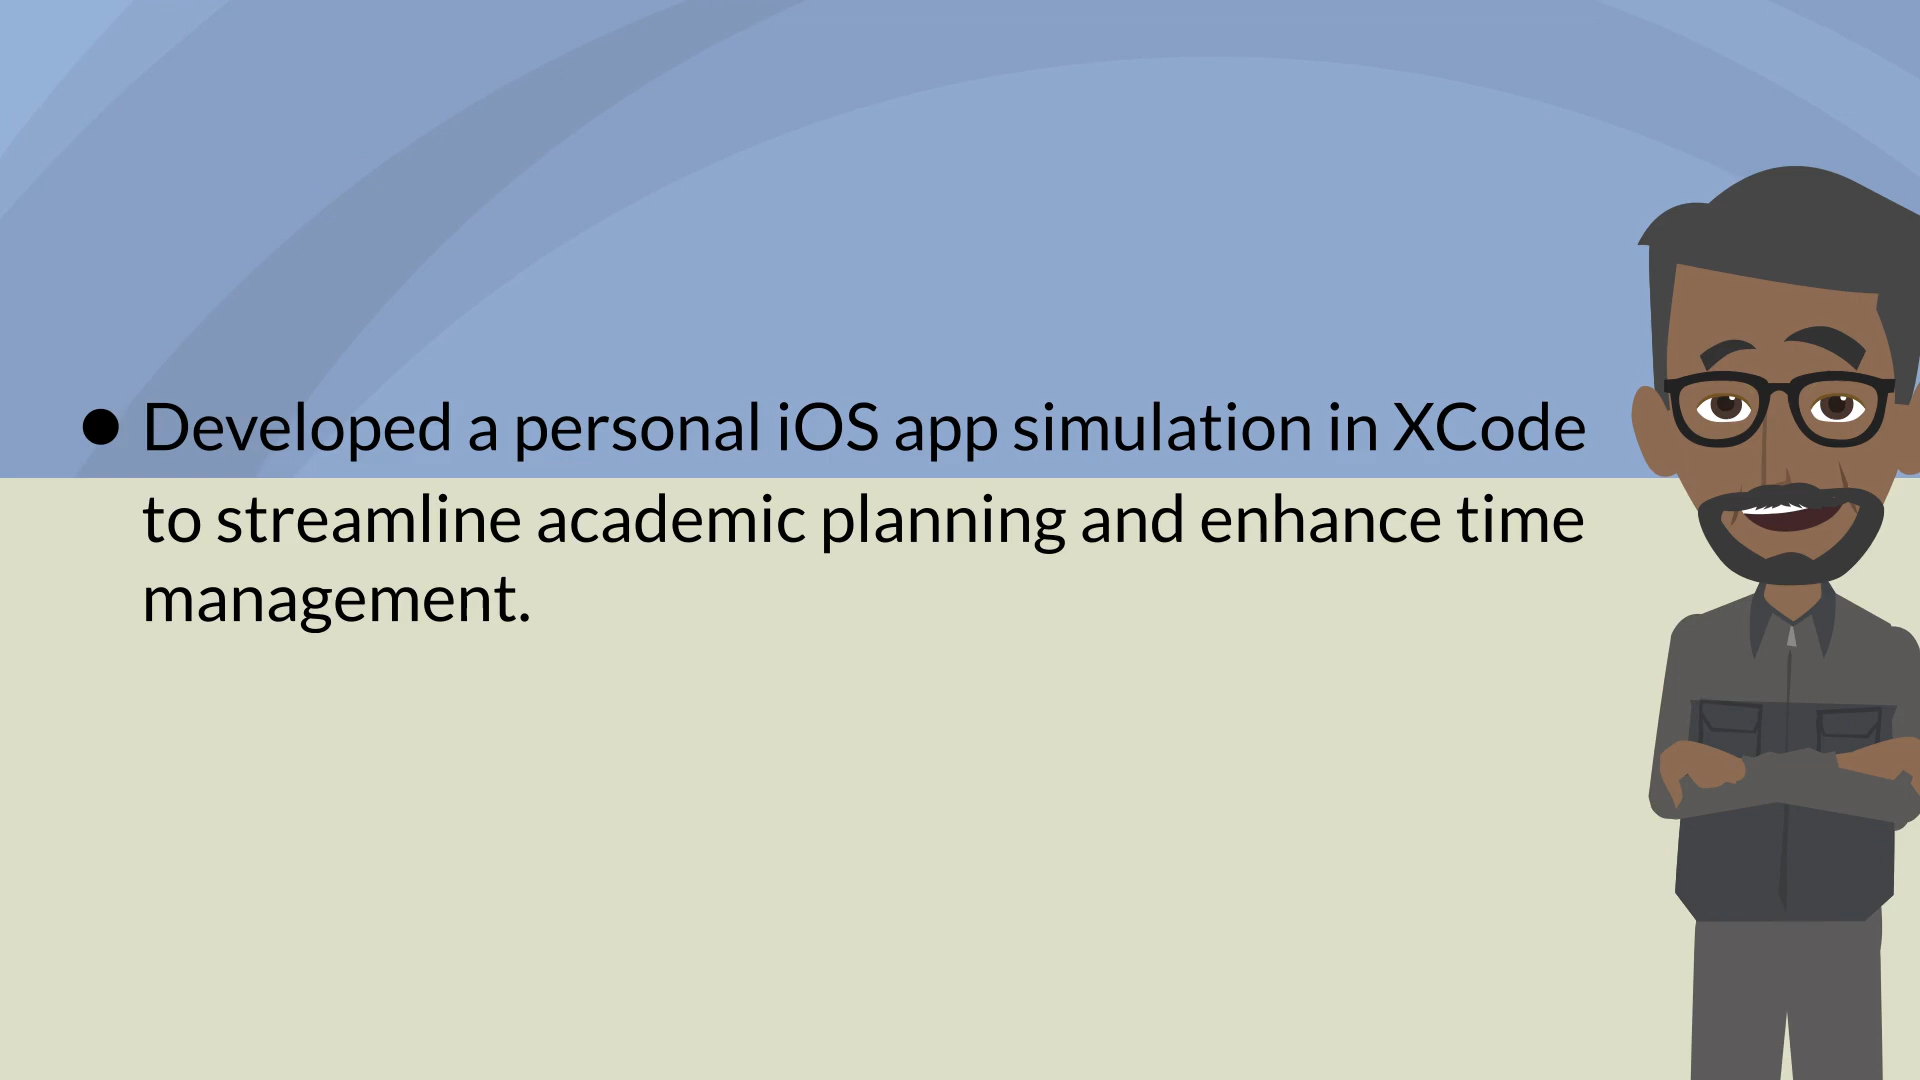 ● Developed a personal iOS app simulation in XCode
to streamline academic planning and enhance time
management.